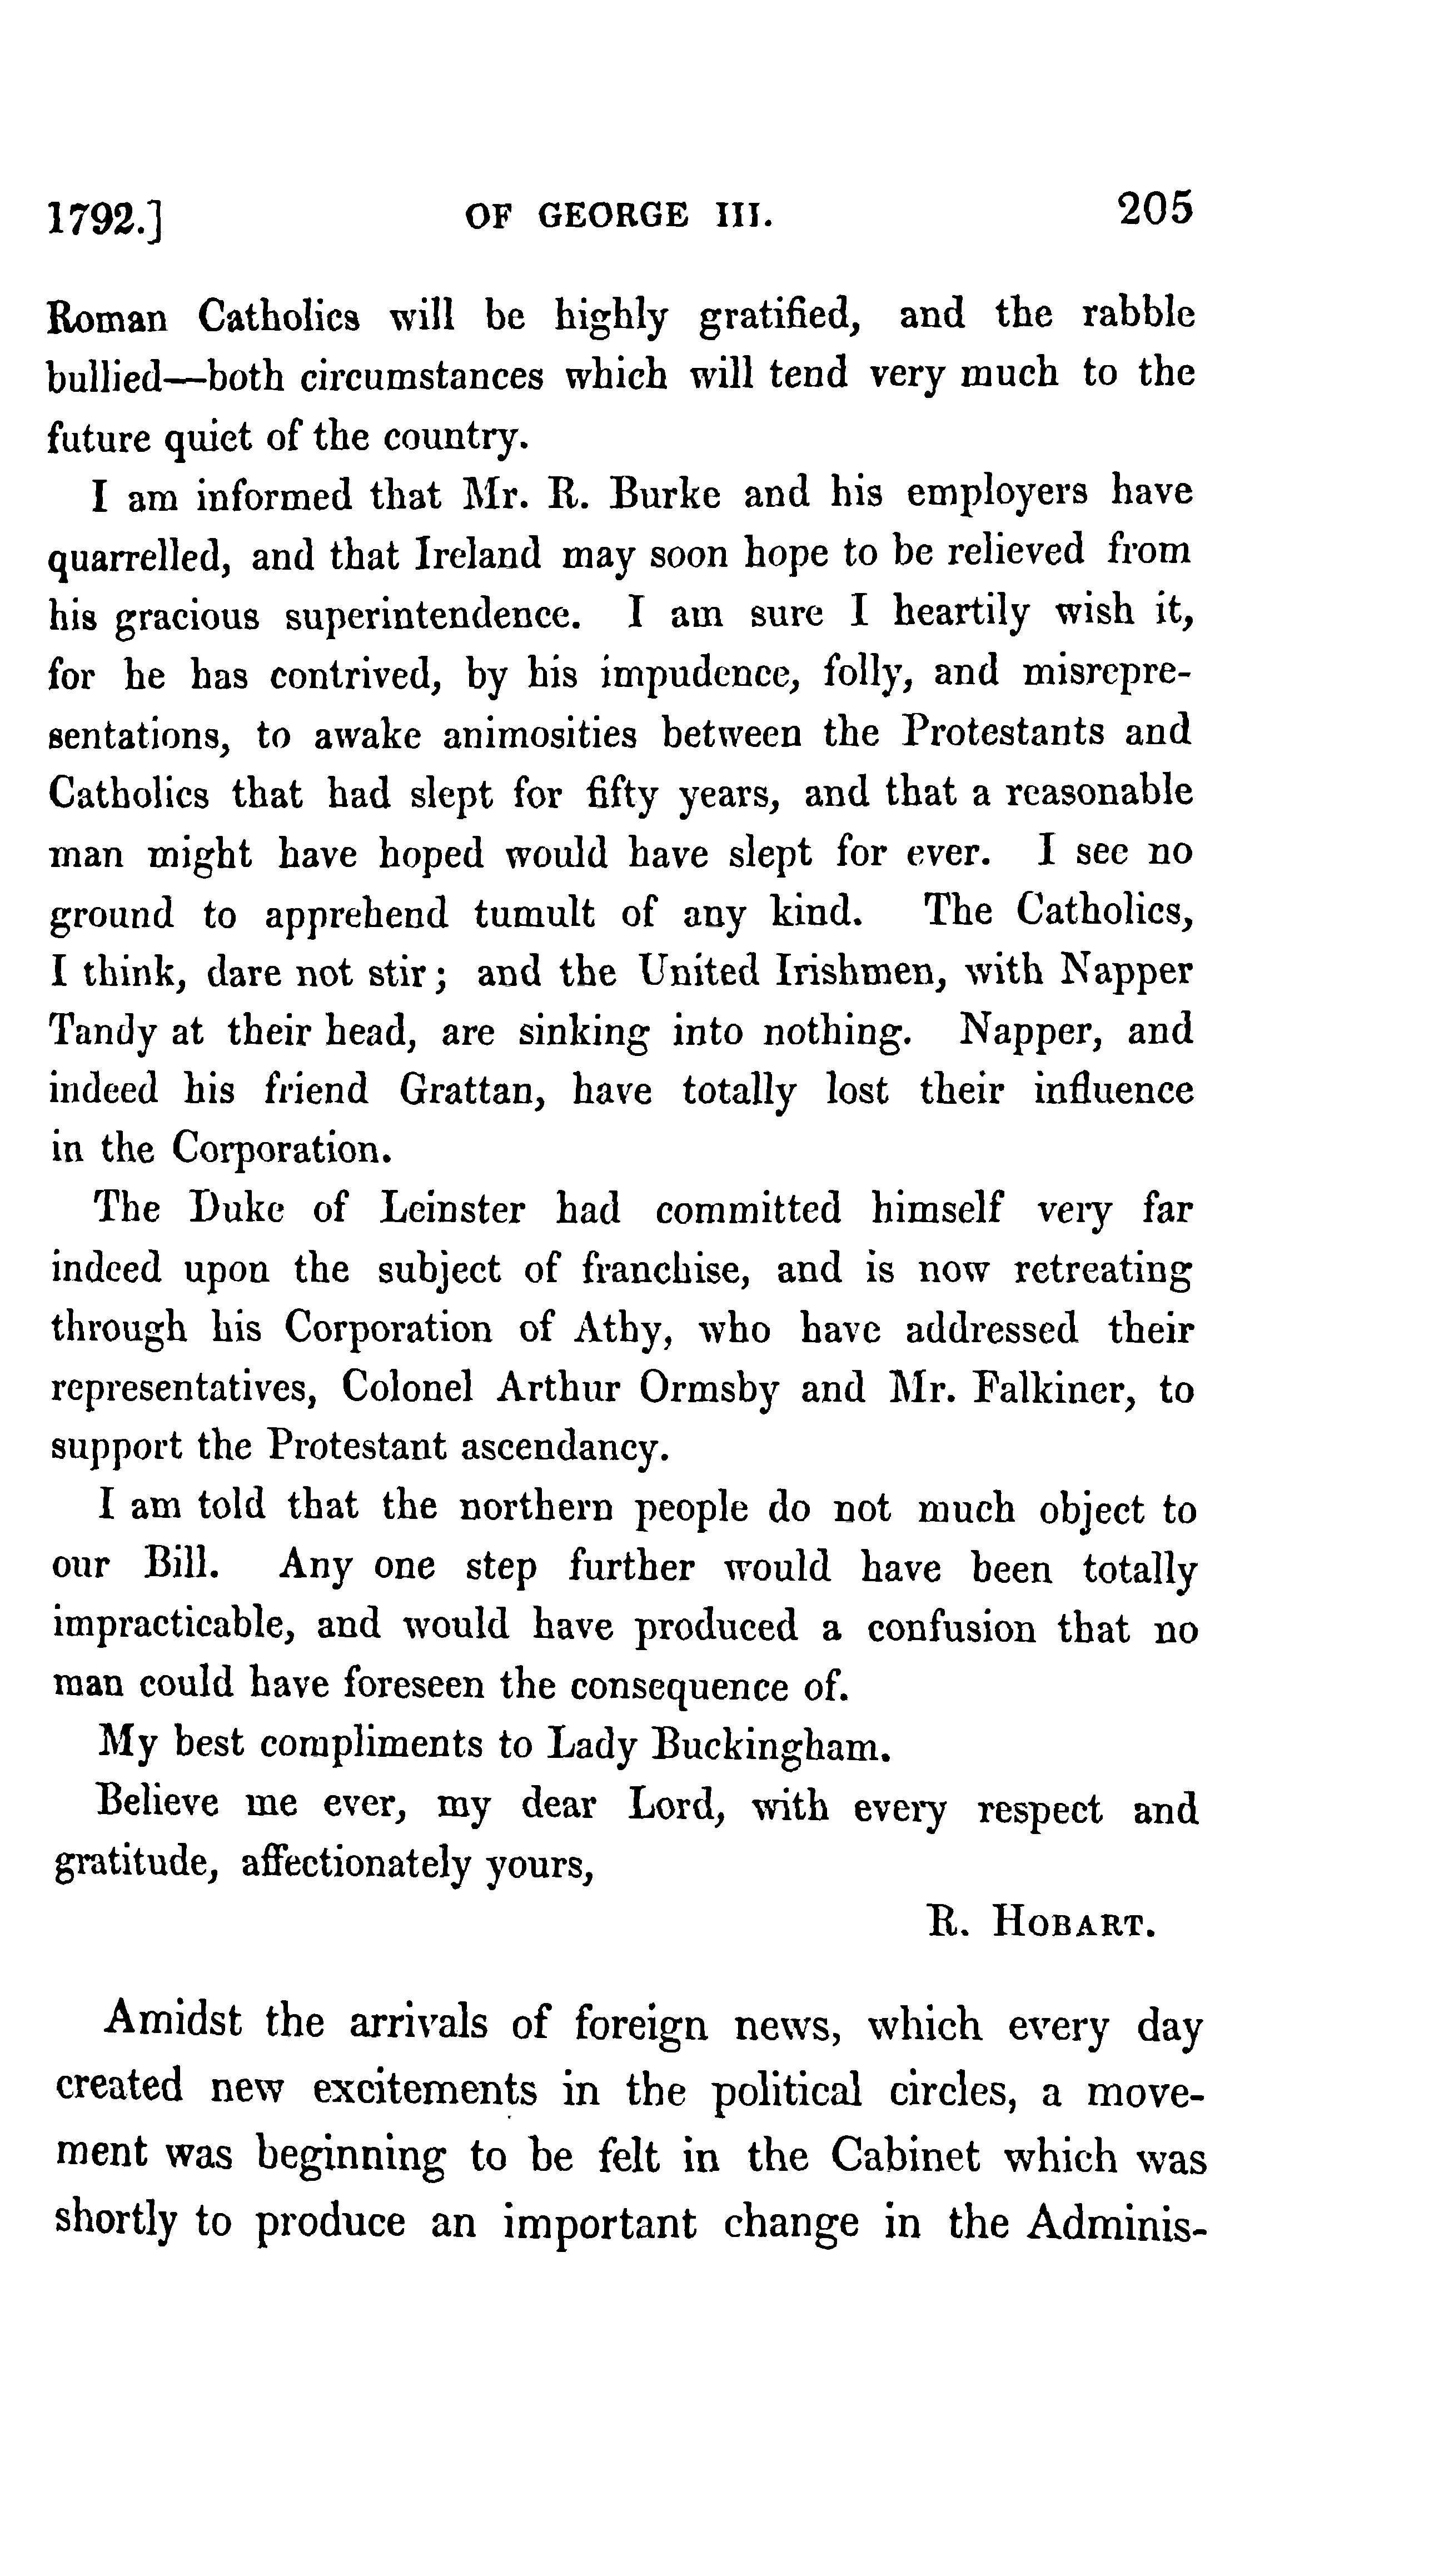 1792.] OF GEORGE III. 205
Roman Catholics will be highly gratified, and the rabble
bullied—both circumstances which will tend very much to the
future quiet of the country.
I am informed that Mr. R. Burke and his employers have
quarrelled, and that Ireland may soon hope to be relieved from
his gracious superintendence. I am sure I heartily wish it,
for he has contrived, by his impudence, folly, and misrepre-
sentations, to awake animosities between the Protestants and
Catholics that had slept for fifty years, and that a reasonable
man might have hoped would have slept for ever. I see no
ground to apprehend tumult of any kind. The Catholics,
I think, dare not stir; and the United Irishmen, with Napper
Tandy at their head, are sinking into nothing. Napper, and
indeed his friend Grattan, have totally lost their influence
in the Corporation.
The Duke of Leinster had committed himself very far
indeed upon the subject of franchise, and is now retreating
through his Corporation of Athy, who have addressed their
representatives, Colonel Arthur Ormsby and Mr. Falkiner, to
support the Protestant ascendancy.
I am told that the northern people do not much object to
our Bill. Any one step further would have been totally
impracticable, and would have produced a confusion that no
man could have foreseen the consequence of.
My best compliments to Lady Buckingham.
Believe me ever, my dear Lord, with every respect and
gratitude, affectionately yours,
R. HOBART.
Amidst the arrivals of foreign news, which every day
created new excitements in the political circles, a move-
ment was beginning to be felt in the Cabinet which was
shortly to produce an important change in the Adminis-